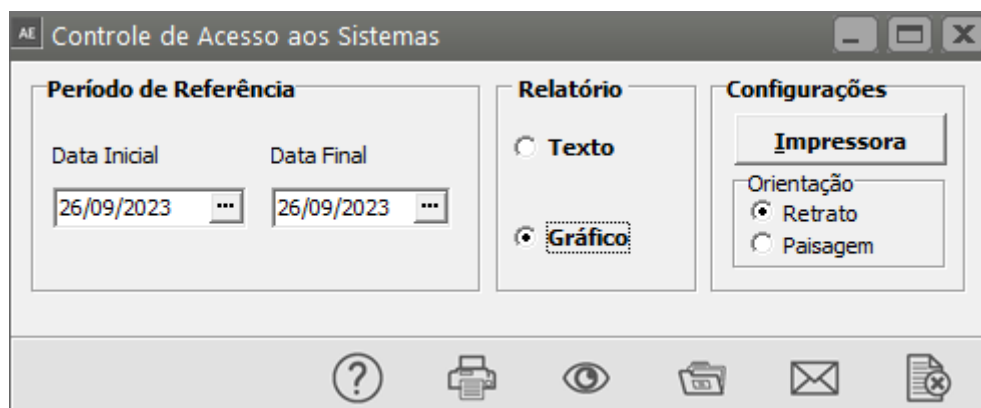 AE Controle de Acesso aos Sistemas
Período de Referência
Data Inicial Data Final
26/09/2023 ... 26/09/2023 ...
Relatório
Texto
Gráfico
Configurações
Impressora
Orientação
Retrato
Paisagem
?